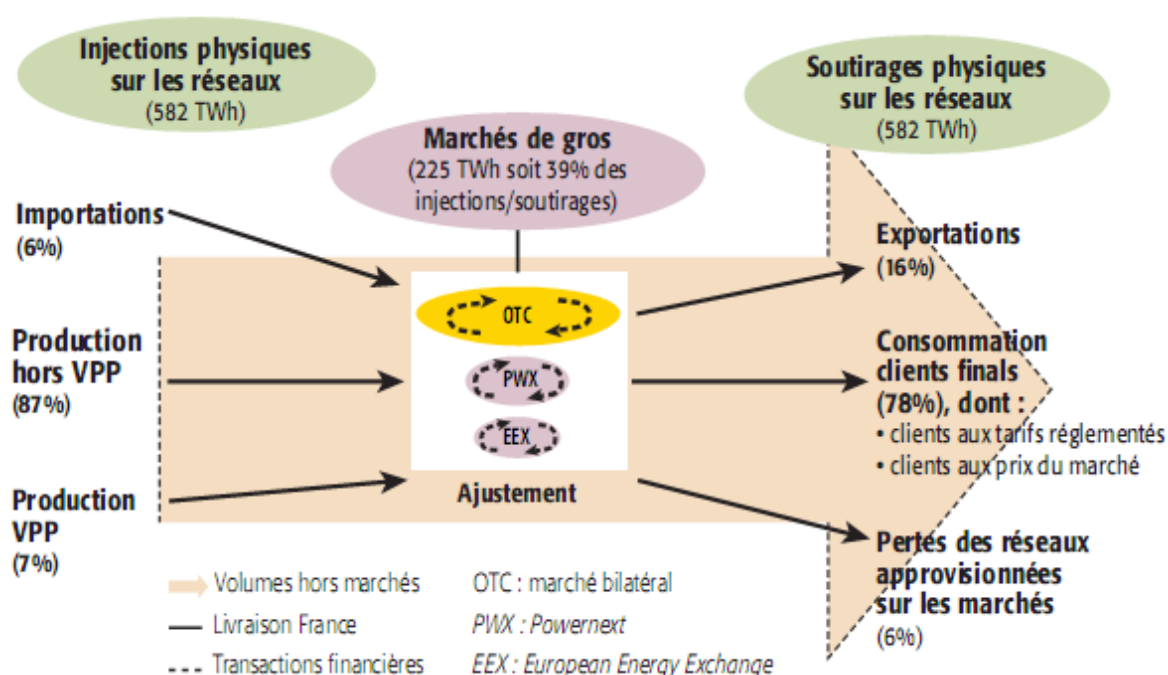 Injections physiques
sur les réseaux
(582 TWh)
Soutirages physiques
sur les réseaux
(582 TWh)
Marchés de gros
(225 TWh soit 39% des
injections/soutirages)
Importations
(6%)
Exportations
(16%)
OTC
Production
hors VPP
(87%)
PWX
Consommation
clients finals
(78%), dont :
• clients aux tarifs réglementés
• clients aux prix du marché
EEX
Ajustement
Production
VPP
(7%)
Pertes des réseaux
approvisionnées
sur les marchés
(6%)
Volumes hors marchés
OTC : marché bilatéral
Livraison France
PWX : Powernext
Transactions financières
EEX : European Energy Exchange